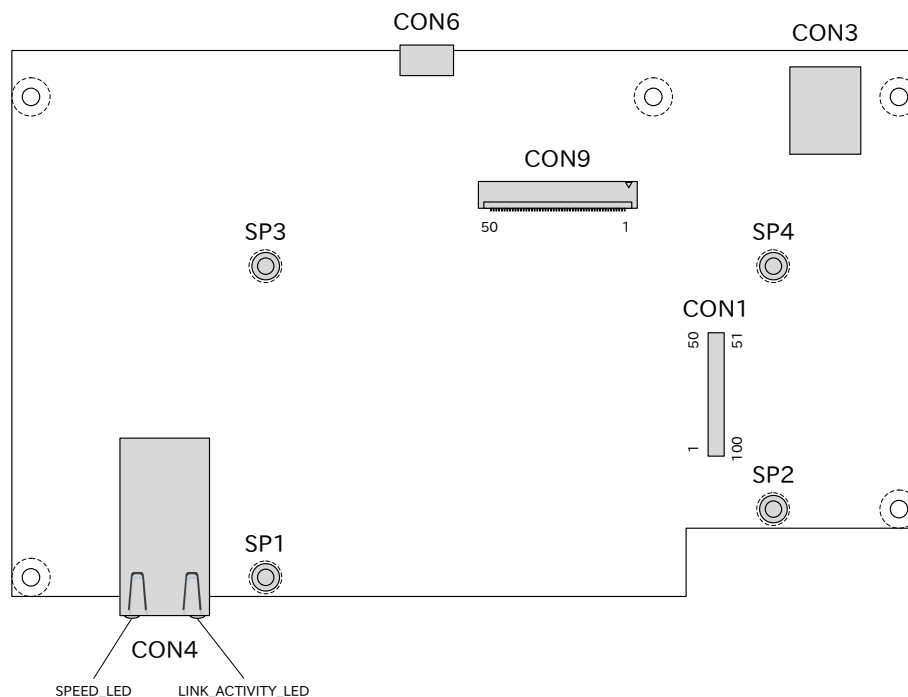 CON6
CON3
CON9
50 1
SP3
SP4
CON1
50 51
1 100
SP2
SP1
CON4
SPEED_LED LINK_ACTIVITY_LED